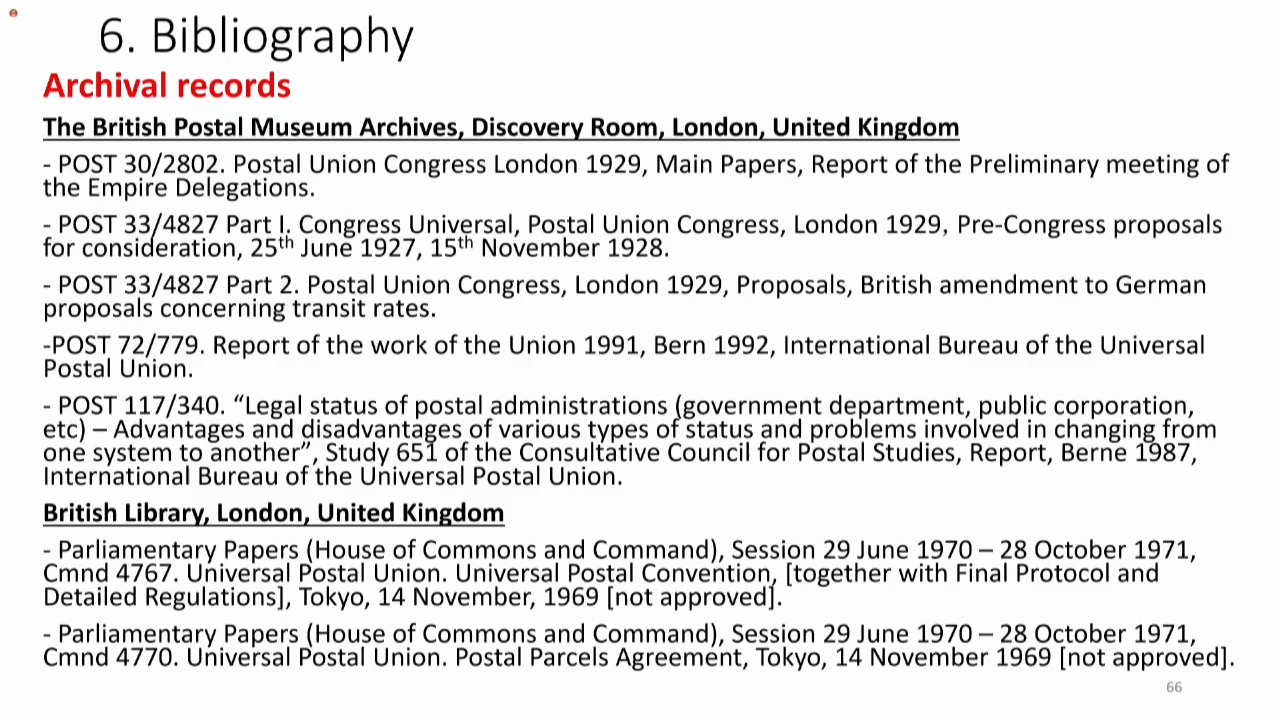 6. Bibliography
Archival records
The British Postal Museum Archives, Discovery Room, London, United Kingdom
- POST 30/2802. Postal Union Congress London 1929, Main Papers, Report of the Preliminary meeting of
the Empire Delegations.
- POST 33/4827 Part I. Congress Universal, Postal Union Congress, London 1929, Pre-Congress proposals
for consideration, 25th June 1927, 15th November 1928.
- POST 33/4827 Part 2. Postal Union Congress, London 1929, Proposals, British amendment to German
proposals concerning transit rates.
-POST 72/779. Report of the work of the Union 1991, Bern 1992, International Bureau of the Universal
Postal Union.
- POST 117/340. “Legal status of postal administrations (government department, public corporation,
etc) – Advantages and disadvantages of various types of status and problems involved in changing from
one system to another”, Study 651 of the Consultative Council for Postal Studies, Report, Berne 1987,
International Bureau of the Universal Postal Union.
British Library, London, United Kingdom
- Parliamentary Papers (House of Commons and Command), Session 29 June 1970 – 28 October 1971,
Cmnd 4767. Universal Postal Union. Universal Postal Convention, [together with Final Protocol and
Detailed Regulations], Tokyo, 14 November, 1969 [not approved].
- Parliamentary Papers (House of Commons and Command), Session 29 June 1970 – 28 October 1971,
Cmnd 4770. Universal Postal Union. Postal Parcels Agreement, Tokyo, 14 November 1969 [not approved].
66